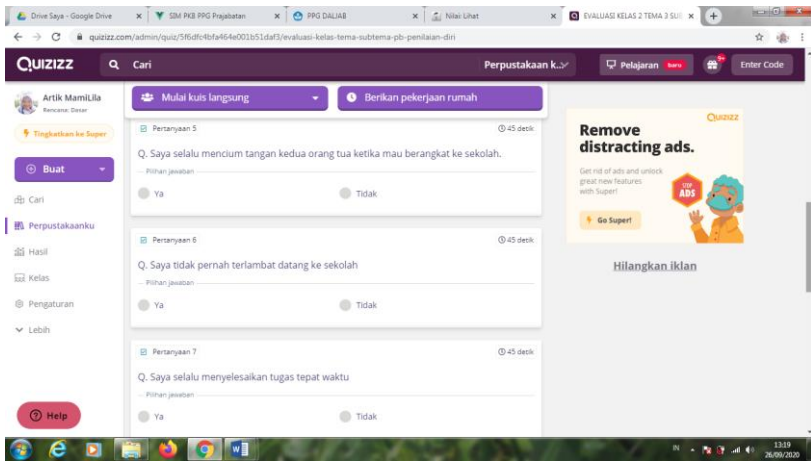 Drive Saya - Google Drive
SIM PKB PPG Prajabatan
PPG DALJAB
Nilai Lihat
EVALUASI KELAS 2 TEMA 3 SU
quizizz.com/admin/quiz/5f6dfc4bfa464e001b51daf3/evaluasi-kelas-tema-subtema-pb-penilaian-diri
QUIZIZZ
Cari
Perpustakaan k..
Pelajaran baru
9+
Enter Code
Artik MamiLila
Rencana: Dasar
Tingkatkan ke Super
Buat
Cari
Perpustakaanku
Hasil
Kelas
Pengaturan
Lebih
Help
Mulai kuis langsung
Berikan pekerjaan rumah
Pertanyaan 5
45 detik
Q. Saya selalu mencium tangan kedua orang tua ketika mau berangkat ke sekolah.
Pilihan jawaban
Ya
Tidak
Pertanyaan 6
45 detik
Q. Saya tidak pernah terlambat datang ke sekolah
Pilihan jawaban
Ya
Tidak
Pertanyaan 7
45 detik
Q. Saya selalu menyelesaikan tugas tepat waktu
Pilihan jawaban
Ya
Tidak
QUIZIZZ
Remove
distracting ads.
Get rid of ads and unlock
great new features
with Super!
Go Super!
STOP
ADS
Hilangkan iklan
IN
13:19
26/09/2020